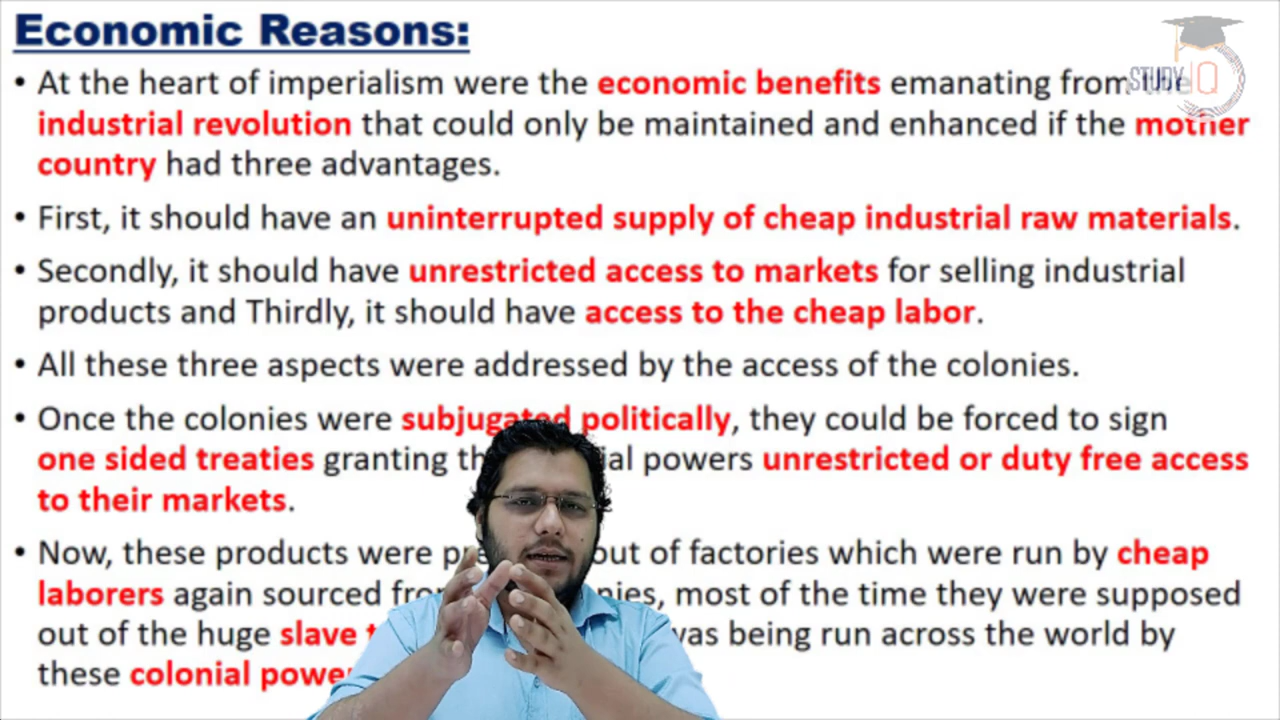 Economic Reasons:
• At the heart of imperialism were the economic benefits emanating from
industrial revolution that could only be maintained and enhanced if the mother
country had three advantages.
• First, it should have an uninterrupted supply of cheap industrial raw materials.
• Secondly, it should have unrestricted access to markets for selling industrial
products and Thirdly, it should have access to the cheap labor.
• All these three aspects were addressed by the access of the colonies.
• Once the colonies were subjugated politically, they could be forced to sign
one sided treaties granting powers unrestricted or duty free access
to their markets.
• Now, these products were out of factories which were run by cheap
laborers again sourced most of the time they were supposed
out of the huge slave was being run across the world by
these colonial
STUDY IQ